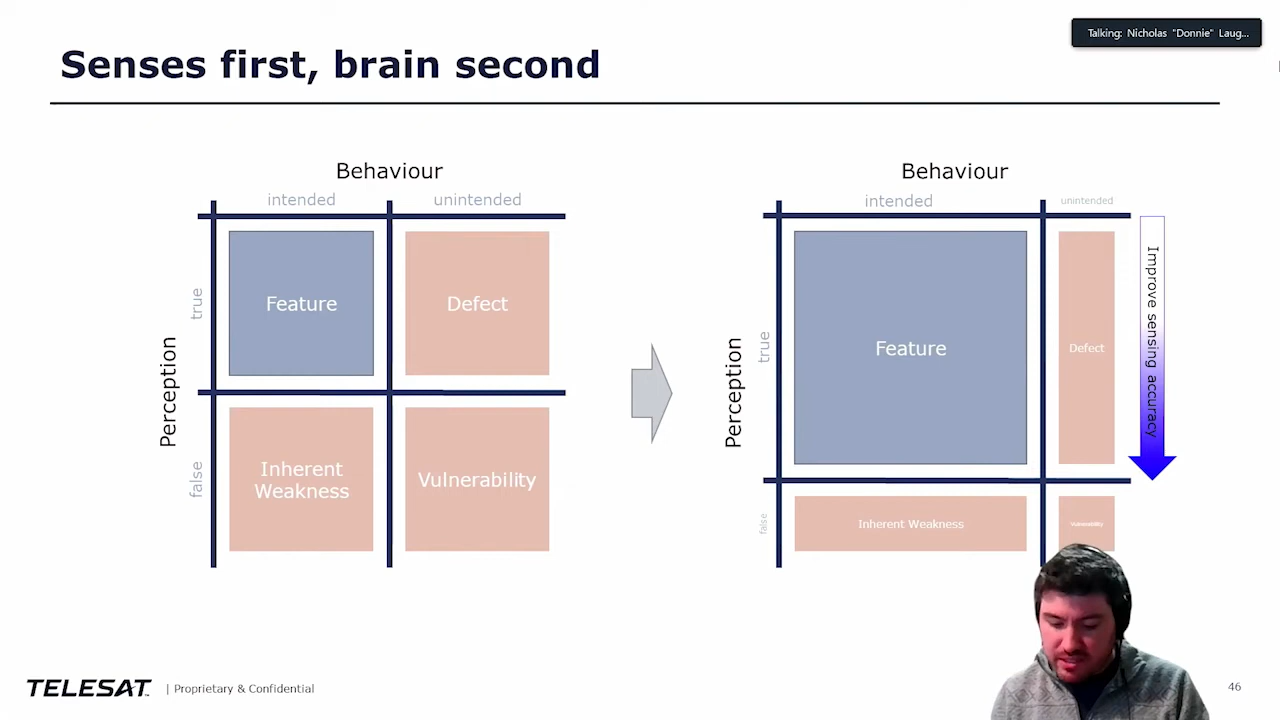 Talking: Nicholas "Donnie" Laug...
Senses first, brain second
Behaviour
intended
unintended
Perception
true
false
Feature
Defect
Inherent
Weakness
Vulnerability
Behaviour
intended
unintended
Perception
true
false
Feature
Defect
Inherent Weakness
Vulnerability
Improve sensing accuracy
TELESAT™ | Proprietary & Confidential
46